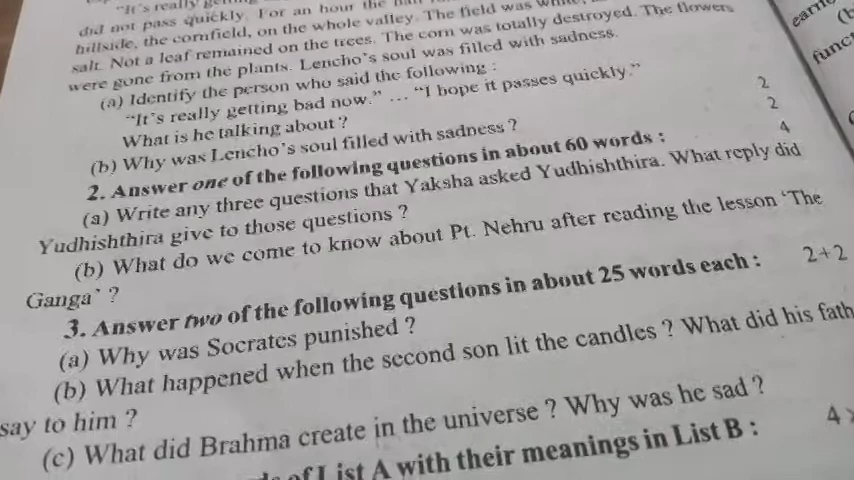 "It's really
did not pass quickly. For an hour the hail
hillside, the cornfield, on the whole valley. The field was
salt. Not a leaf remained on the trees. The corn was totally destroyed. The flowers
were gone from the plants. Lencho's soul was filled with sadness.
(a) Identify the person who said the following :
"It's really getting bad now." ... "I hope it passes quickly."
What is he talking about ? 2
(b) Why was Lencho's soul filled with sadness ? 2
2. Answer one of the following questions in about 60 words : 4
(a) Write any three questions that Yaksha asked Yudhishthira. What reply did
Yudhishthira give to those questions ?
(b) What do we come to know about Pt. Nehru after reading the lesson 'The
Ganga` ?
3. Answer two of the following questions in about 25 words each : 2+2
(a) Why was Socrates punished ?
(b) What happened when the second son lit the candles ? What did his fath
say to him ?
(c) What did Brahma create in the universe ? Why was he sad ?
of List A with their meanings in List B : 4
(b
funct